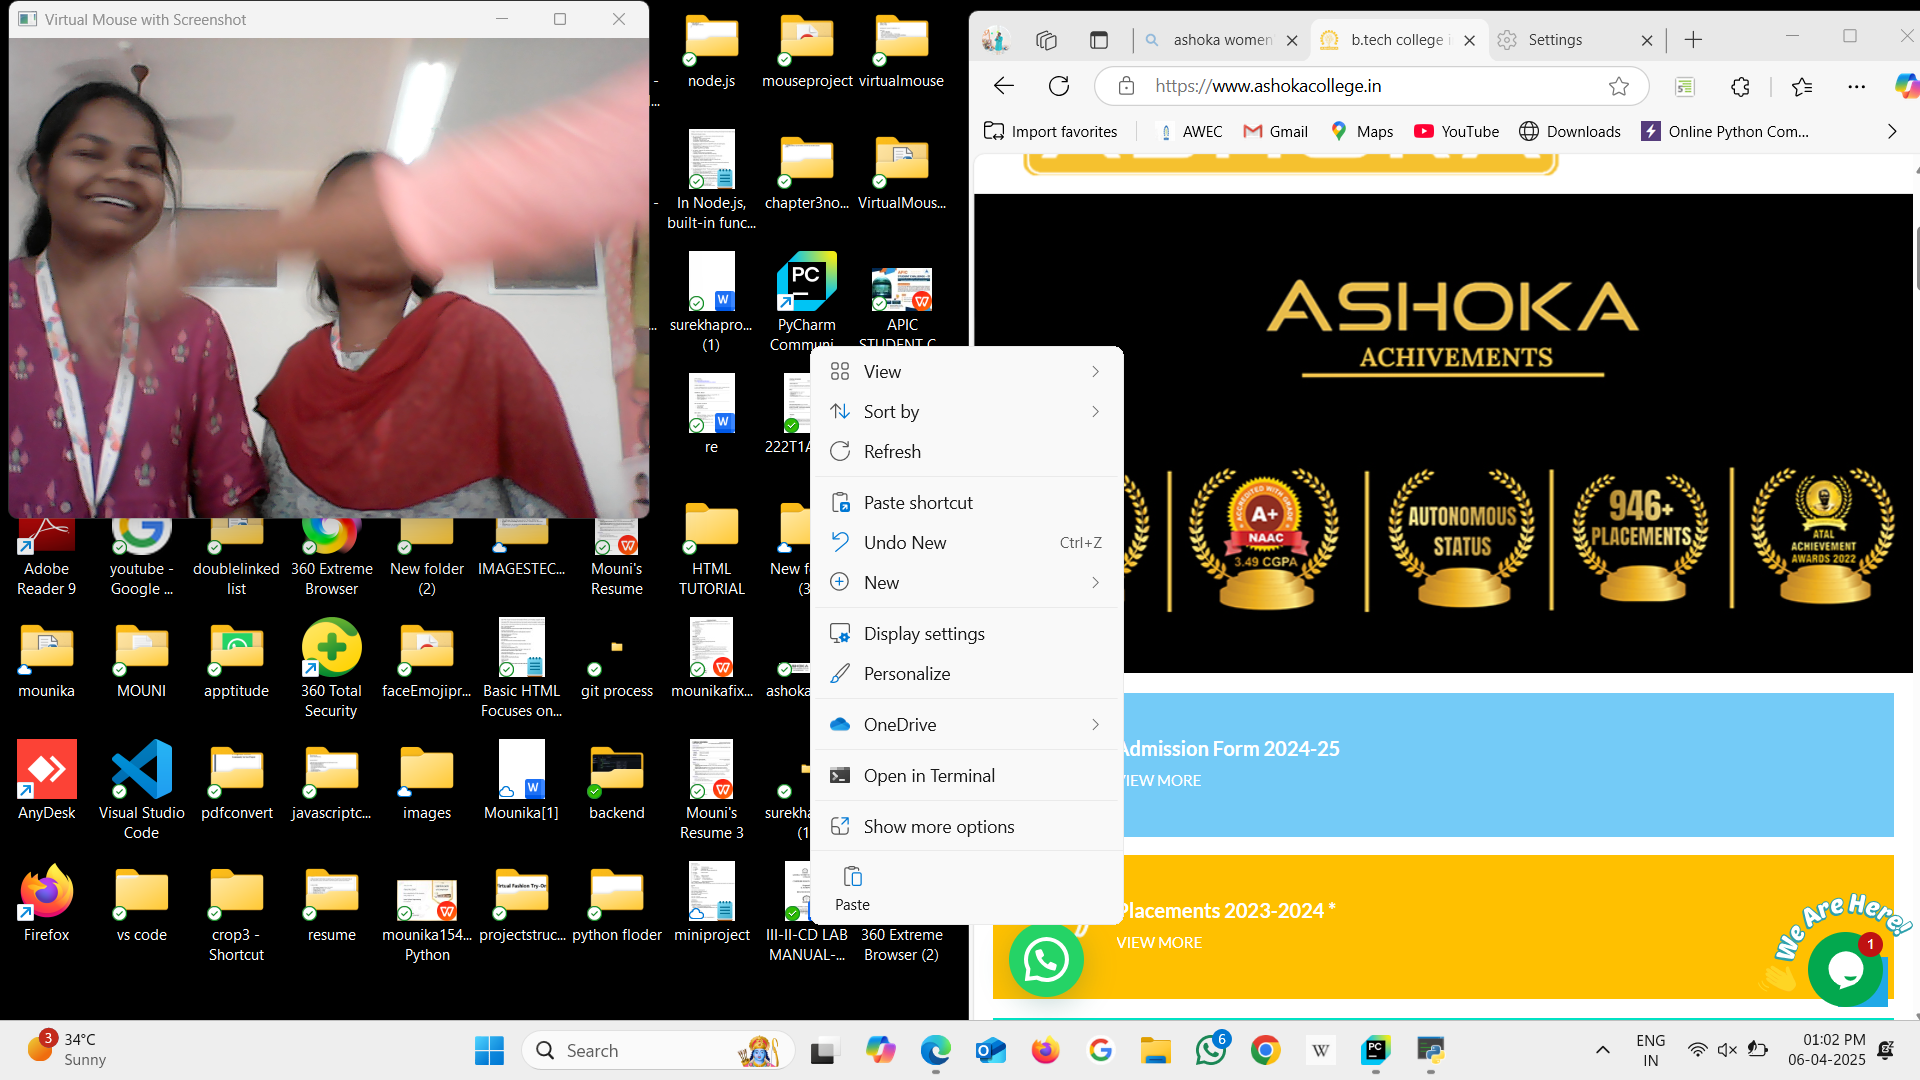 Virtual Mouse with Screenshot
node.js
mouseproject
virtualmouse
In Node.js,
built-in func...
chapter3no...
VirtualMous...
surekhapro...
(1)
PyCharm
Communi...
APIC
STUDENT C...
re
222T1A
Adobe
Reader 9
youtube -
Google ...
doublelinked
list
360 Extreme
Browser
New folder
(2)
IMAGESTEC...
Mouni's
Resume
HTML
TUTORIAL
New f
(3
mounika
MOUNI
apptitude
360 Total
Security
faceEmojipr...
Basic HTML
Focuses on...
git process
mounikafix...
ashoka
AnyDesk
Visual Studio
Code
pdfconvert
javascriptc...
images
Mounika[1]
backend
Mouni's
Resume 3
surekha
(1
Firefox
vs code
crop3 -
Shortcut
resume
mounika154...
Python
Virtual Fashion Try-On
projectstruc...
python floder
miniproject
III-II-CD LAB
MANUAL-...
360 Extreme
Browser (2)
View
Sort by
Refresh
Paste shortcut
Undo New Ctrl+Z
New
Display settings
Personalize
OneDrive
Open in Terminal
Show more options
Paste
ashoka women
b.tech college i
Settings
https://www.ashokacollege.in
Import favorites
AWEC
Gmail
Maps
YouTube
Downloads
Online Python Com...
ASHOKA
ACHIVEMENTS
ACCREDITED WITH GRADE
A+
NAAC
3.49 CGPA
AUTONOMOUS
STATUS
946+
PLACEMENTS
ATAL
ACHIEVEMENT
AWARDS 2022
Admission Form 2024-25
VIEW MORE
Placements 2023-2024 *
VIEW MORE
We Are Here!
1
3
34°C
Sunny
Search
6
ENG
IN
01:02 PM
06-04-2025